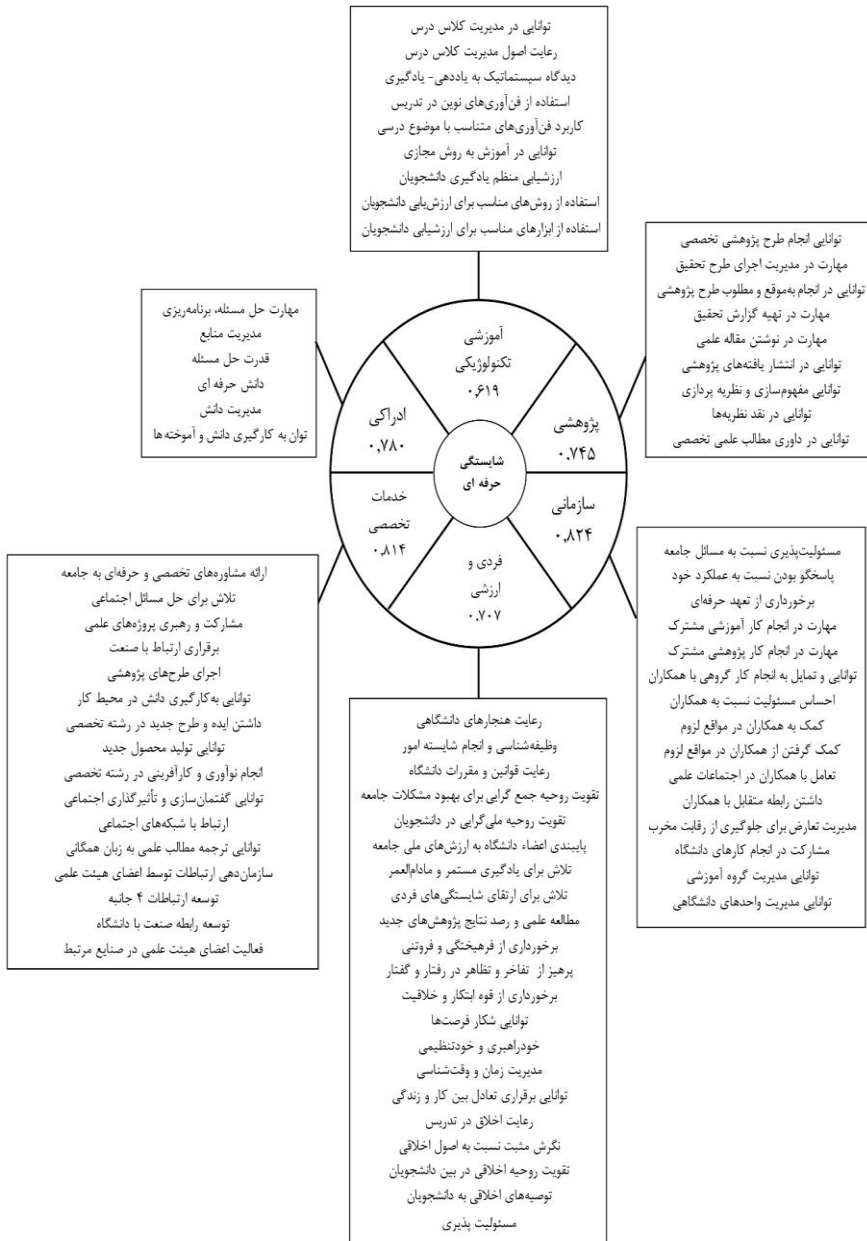 توانایی در مدیریت کلاس درس
رعایت اصول مدیریت کلاس درس
دیدگاه سیستماتیک به یاددهی- یادگیری
استفاده از فن‌آوری‌های نوین در تدریس
کاربرد فن‌آوری‌های متناسب با موضوع درسی
توانایی در آموزش به روش مجازی
ارزشیابی منظم یادگیری دانشجویان
استفاده از روش‌های مناسب برای ارزش‌یابی دانشجویان
استفاده از ابزارهای مناسب برای ارزشیابی دانشجویان
توانایی انجام طرح پژوهشی تخصصی
مهارت در مدیریت اجرای طرح تحقیق
توانایی در انجام به‌موقع و مطلوب طرح پژوهشی
مهارت در تهیه گزارش تحقیق
مهارت در نوشتن مقاله علمی
توانایی در انتشار یافته‌های پژوهشی
توانایی مفهوم‌سازی و نظریه پردازی
توانایی در نقد نظریه‌ها
توانایی در داوری مطالب علمی تخصصی
مهارت حل مسئله، برنامه‌ریزی
مدیریت منابع
قدرت حل مسئله
دانش حرفه ای
مدیریت دانش
توان به کارگیری دانش و آموخته ها
آموزشی
تکنولوژیکی
۰,۶۱۹
پژوهشی
۰,۷۴۵
ادراکی
۰,۷۸۰
شایستگی
حرفه ای
سازمانی
۰,۸۲۴
خدمات
تخصصی
۰,۸۱۴
فردی و
ارزشی
۰,۷۰۷
مسئولیت‌پذیری نسبت به مسائل جامعه
پاسخگو بودن نسبت به عملکرد خود
برخورداری از تعهد حرفه‌ای
مهارت در انجام کار آموزشی مشترک
مهارت در انجام کار پژوهشی مشترک
توانایی و تمایل به انجام کار گروهی با همکاران
احساس مسئولیت نسبت به همکاران
کمک به همکاران در مواقع لزوم
کمک گرفتن از همکاران در مواقع لزوم
تعامل با همکاران در اجتماعات علمی
داشتن رابطه متقابل با همکاران
مدیریت تعارض برای جلوگیری از رقابت مخرب
مشارکت در انجام کارهای دانشگاه
توانایی مدیریت گروه آموزشی
توانایی مدیریت واحدهای دانشگاهی
ارائه مشاوره‌های تخصصی و حرفه‌ای به جامعه
تلاش برای حل مسائل اجتماعی
مشارکت و رهبری پروژه‌های علمی
برقراری ارتباط با صنعت
اجرای طرح‌های پژوهشی
توانایی به‌کارگیری دانش در محیط کار
داشتن ایده و طرح جدید در رشته تخصصی
توانایی تولید محصول جدید
انجام نوآوری و کارآفرینی در رشته تخصصی
توانایی گفتمان‌سازی و تأثیرگذاری اجتماعی
ارتباط با شبکه‌های اجتماعی
توانایی ترجمه مطالب علمی به زبان همگانی
سازمان‌دهی ارتباطات توسط اعضای هیئت علمی
توسعه ارتباطات ۴ جانبه
توسعه رابطه صنعت با دانشگاه
فعالیت اعضای هیئت علمی در صنایع مرتبط
رعایت هنجارهای دانشگاهی
وظیفه‌شناسی و انجام شایسته امور
رعایت قوانین و مقررات دانشگاه
تقویت روحیه جمع گرایی برای بهبود مشکلات جامعه
تقویت روحیه ملی‌گرایی در دانشجویان
پایبندی اعضاء دانشگاه به ارزش‌های ملی جامعه
تلاش برای یادگیری مستمر و مادام‌العمر
تلاش برای ارتقای شایستگی‌های فردی
مطالعه علمی و رصد نتایج پژوهش‌های جدید
برخورداری از فرهیختگی و فروتنی
پرهیز از تفاخر و تظاهر در رفتار و گفتار
برخورداری از قوه ابتکار و خلاقیت
توانایی شکار فرصت‌ها
خودراهبری و خودتنظیمی
مدیریت زمان و وقت‌شناسی
توانایی برقراری تعادل بین کار و زندگی
رعایت اخلاق در تدریس
نگرش مثبت نسبت به اصول اخلاقی
تقویت روحیه اخلاقی در بین دانشجویان
توصیه‌های اخلاقی به دانشجویان
مسئولیت پذیری